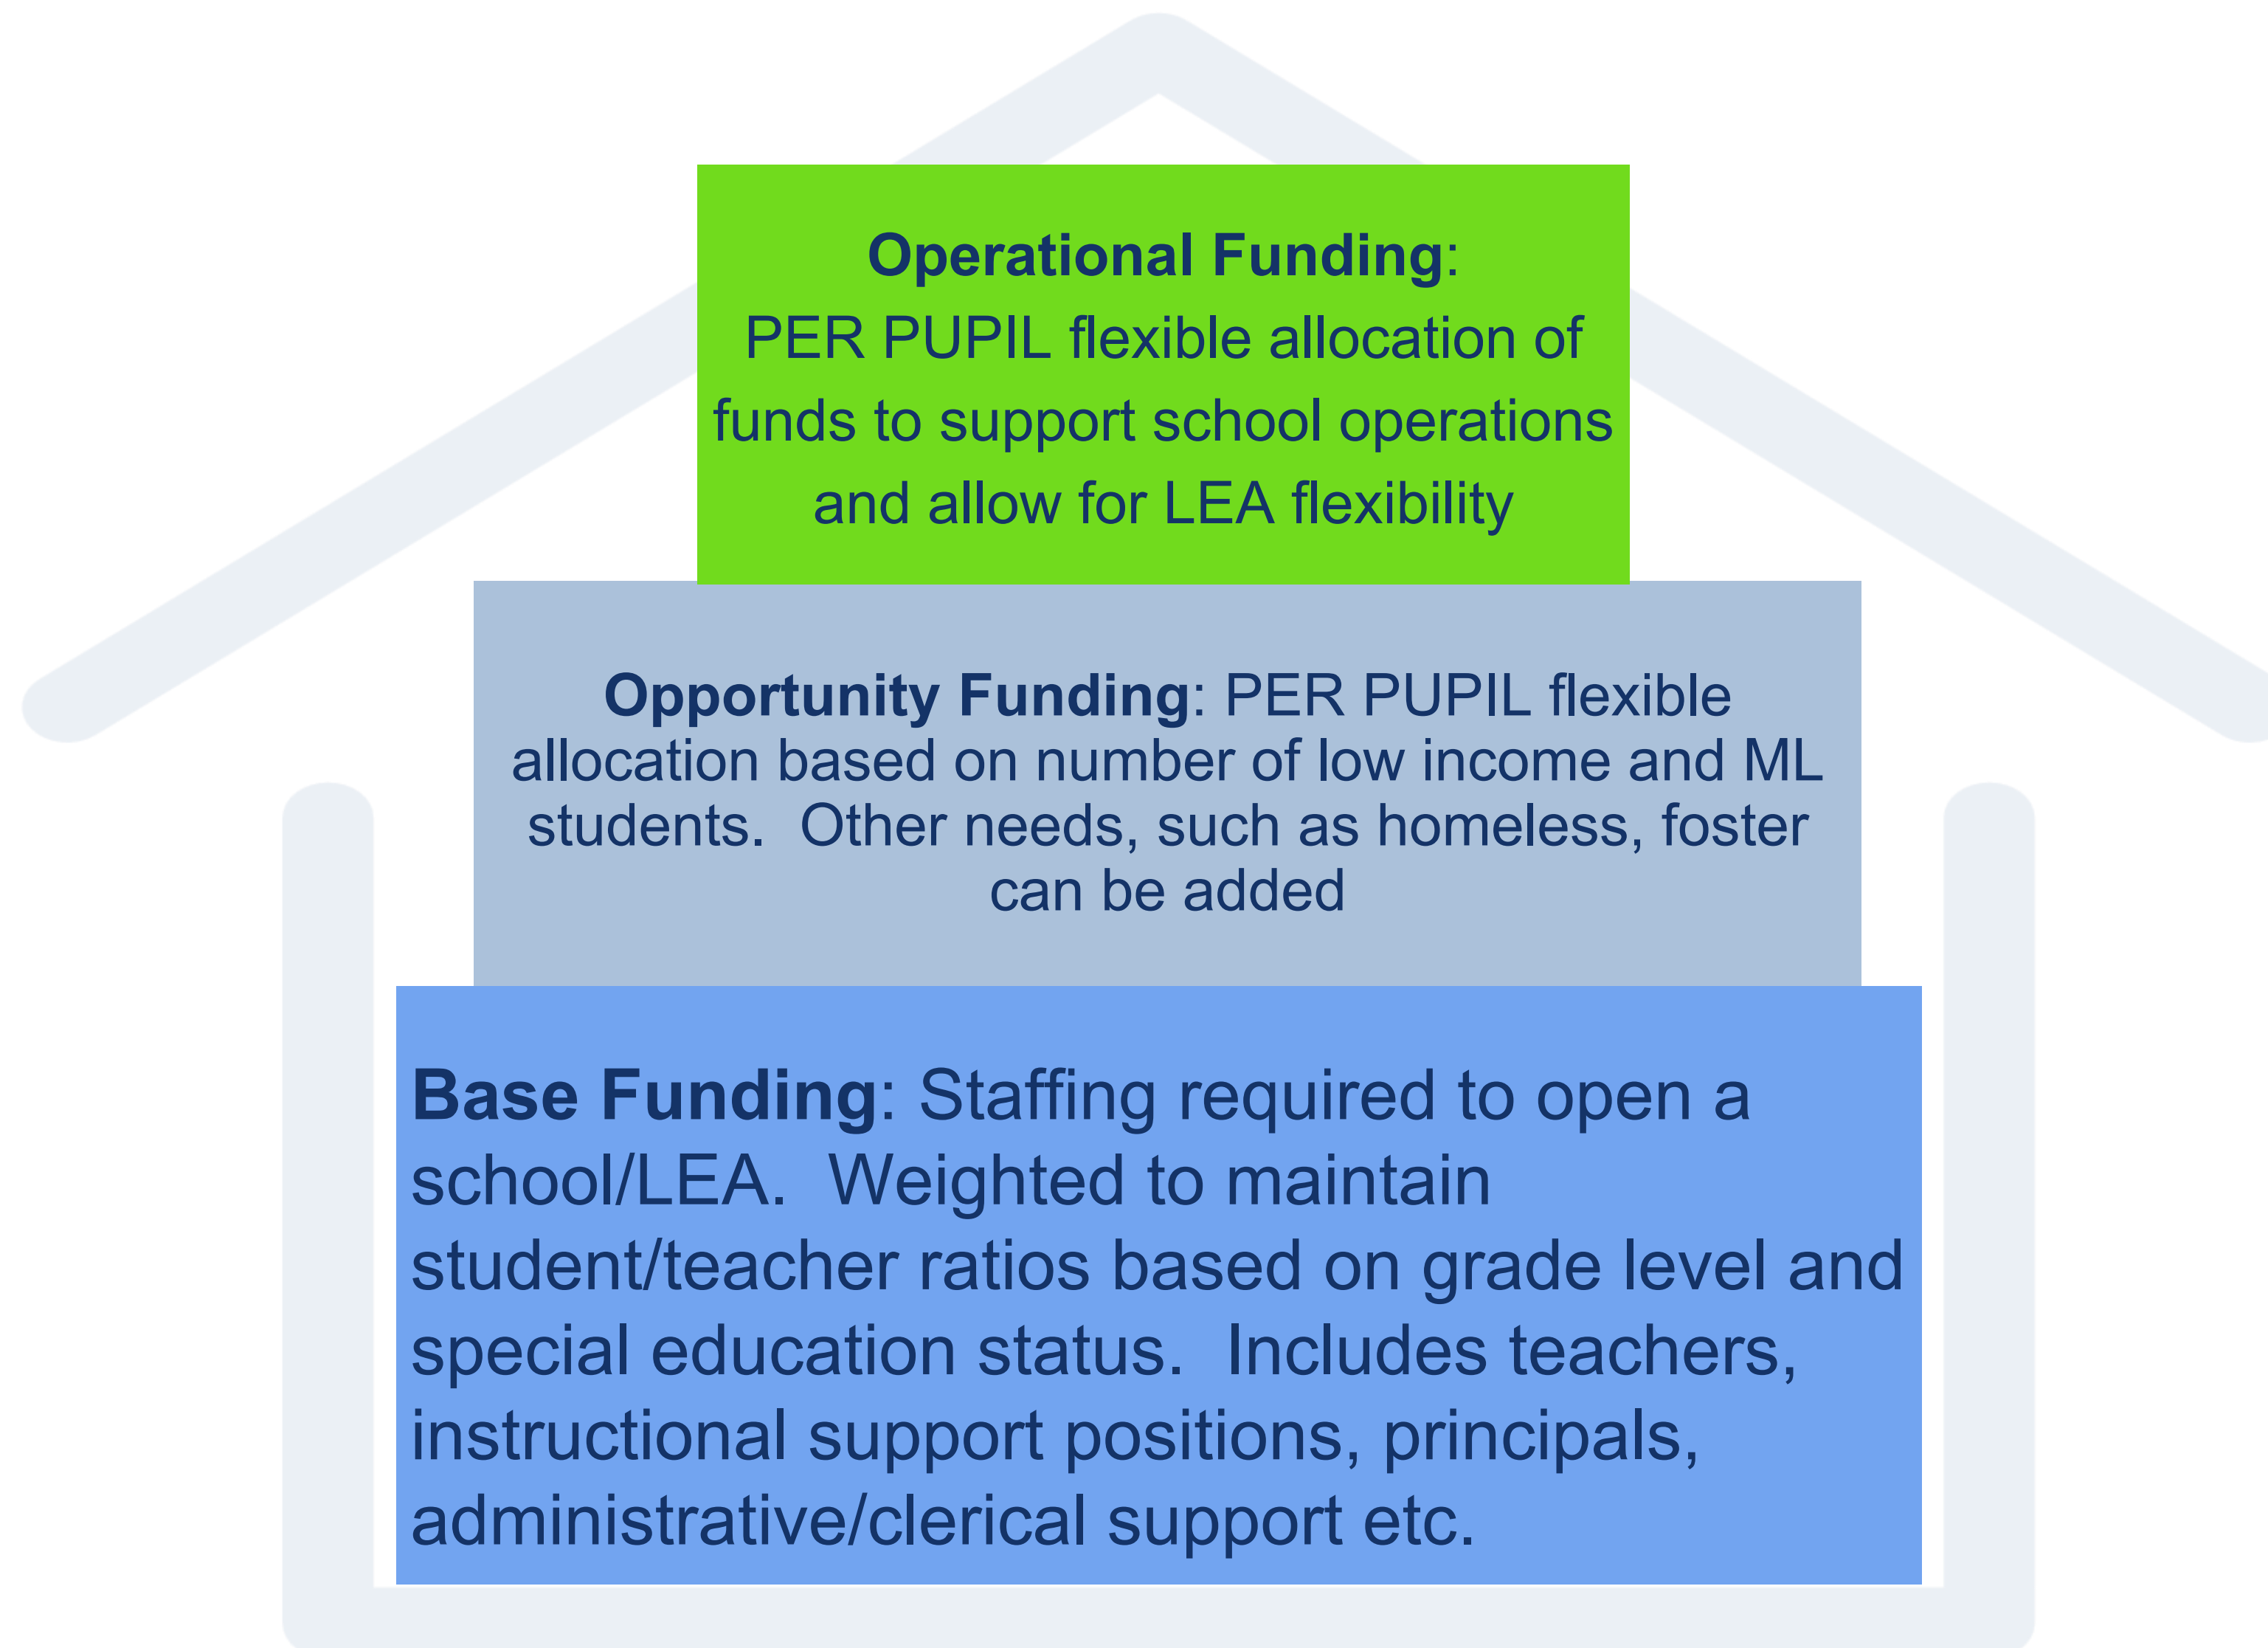 Operational Funding:
PER PUPIL flexible allocation of
funds to support school operations
and allow for LEA flexibility
Opportunity Funding: PER PUPIL flexible
allocation based on number of low income and ML
students.  Other needs, such as homeless, foster
can be added
Base Funding: Staffing required to open a
school/LEA.  Weighted to maintain
student/teacher ratios based on grade level and
special education status.  Includes teachers,
instructional support positions, principals,
administrative/clerical support etc.